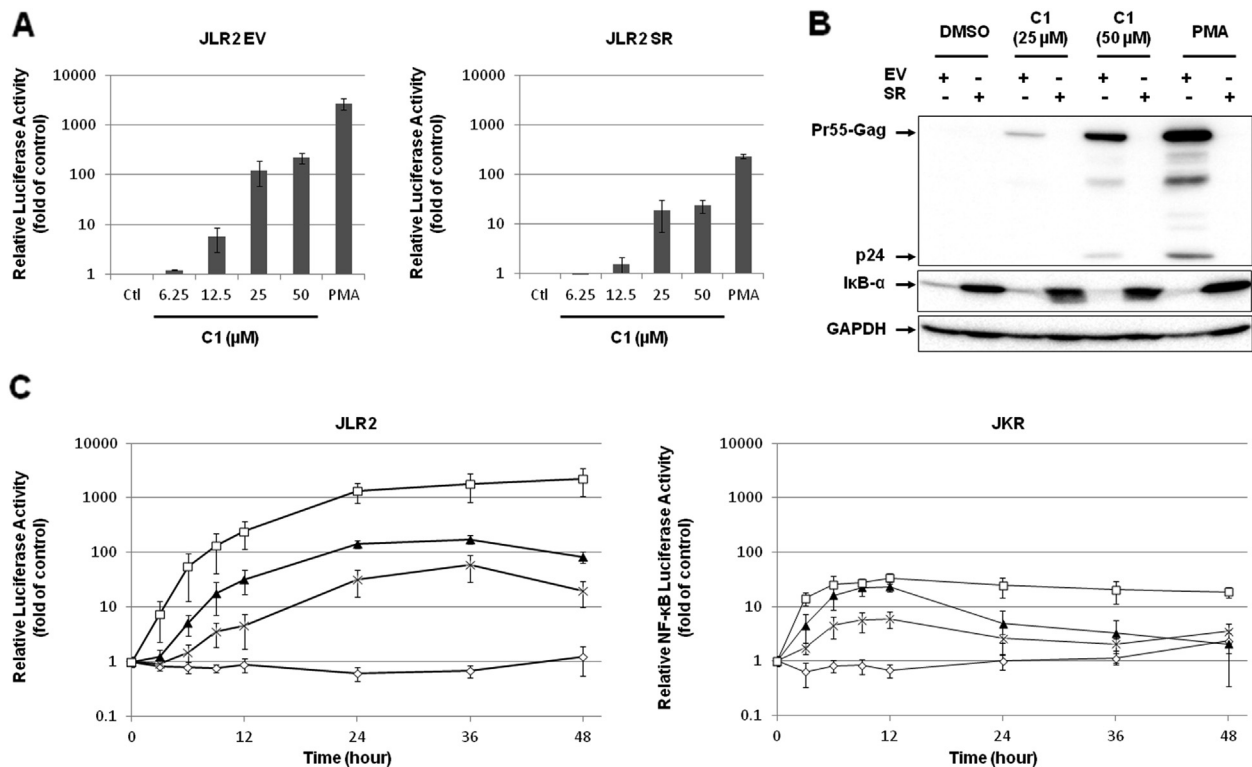 A
JLR2 EV
Relative Luciferase Activity
(fold of control)
10000
1000
100
10
1
Ctl 6.25 12.5 25 50 PMA
C1 (µM)
JLR2 SR
Relative Luciferase Activity
(fold of control)
10000
1000
100
10
1
Ctl 6.25 12.5 25 50 PMA
C1 (µM)
B
DMSO C1 (25 µM) C1 (50 µM) PMA
EV + - + - + - + -
SR - + - + - + - +
Pr55-Gag
p24
IκB-α
GAPDH
C
JLR2
Relative Luciferase Activity
(fold of control)
10000
1000
100
10
1
0.1
0 12 24 36 48
Time (hour)
JKR
Relative NF-κB Luciferase Activity
(fold of control)
10000
1000
100
10
1
0.1
0 12 24 36 48
Time (hour)